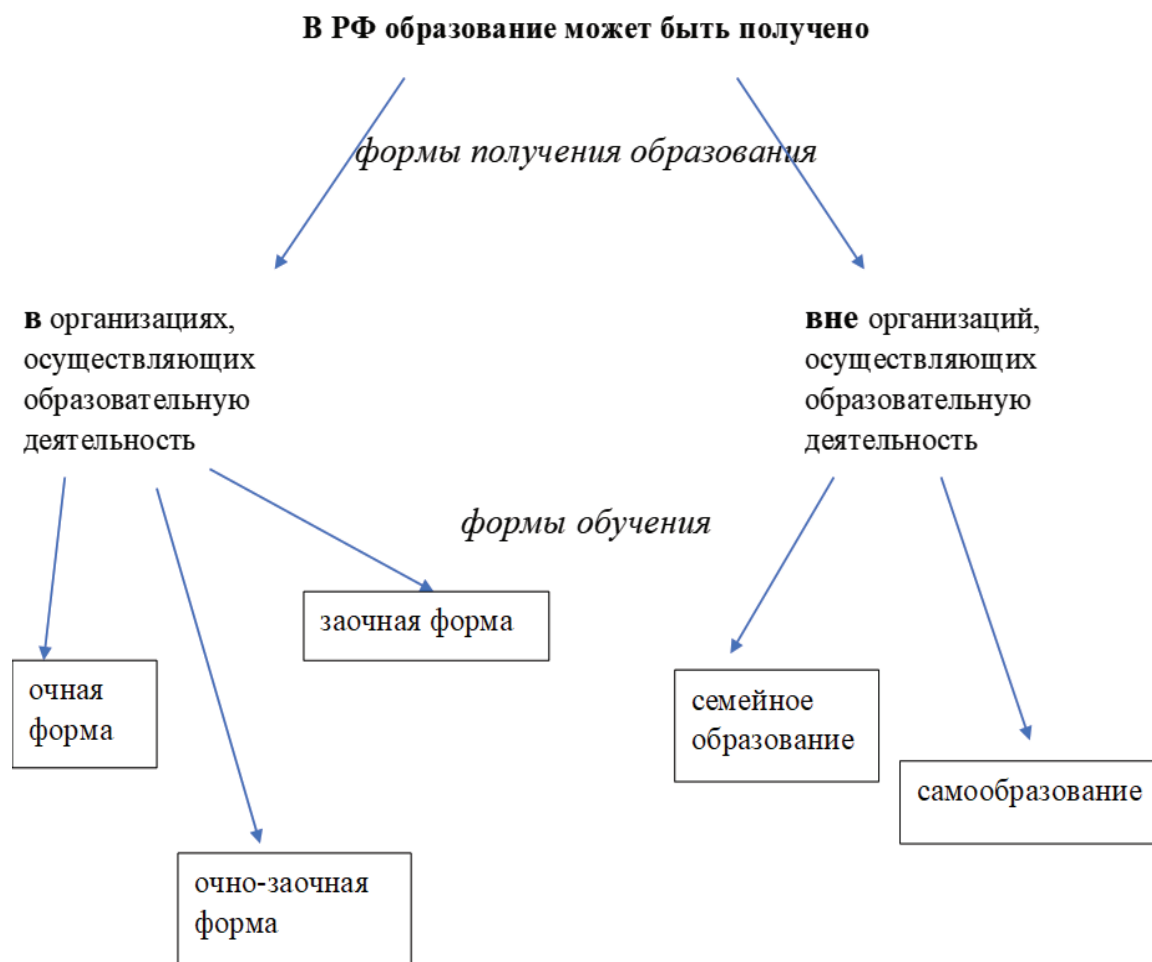 В РФ образование может быть получено
формы получения образования
в организациях,
осуществляющих
образовательную
деятельность
вне организаций,
осуществляющих
образовательную
деятельность
формы обучения
заочная форма
очная
форма
семейное
образование
самообразование
очно-заочная
форма